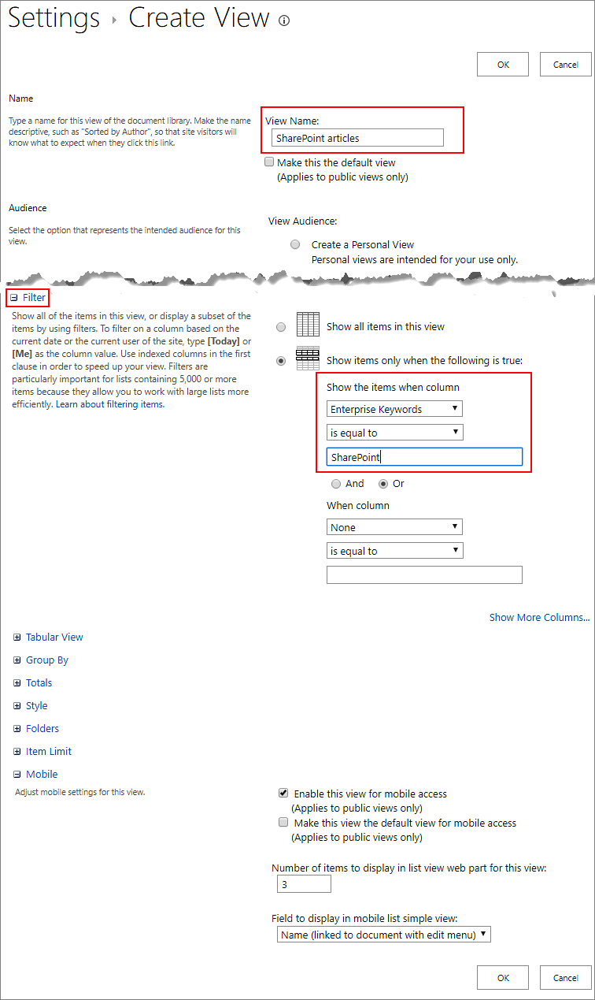 Settings › Create View
OK
Cancel
Name
Type a name for this view of the document library. Make the name
descriptive, such as "Sorted by Author", so that site visitors will
know what to expect when they click this link.
View Name:
SharePoint articles
Make this the default view
(Applies to public views only)
Audience
Select the option that represents the intended audience for this
view.
View Audience:
Create a Personal View
Personal views are intended for your use only.
Filter
Show all of the items in this view, or display a subset of the
items by using filters. To filter on a column based on the
current date or the current user of the site, type [Today] or
[Me] as the column value. Use indexed columns in the first
clause in order to speed up your view. Filters are
particularly important for lists containing 5,000 or more
items because they allow you to work with large lists more
efficiently. Learn about filtering items.
Show all items in this view
Show items only when the following is true:
Show the items when column
Enterprise Keywords
is equal to
SharePoint
And Or
When column
None
is equal to
Show More Columns...
Tabular View
Group By
Totals
Style
Folders
Item Limit
Mobile
Adjust mobile settings for this view.
Enable this view for mobile access
(Applies to public views only)
Make this view the default view for mobile access
(Applies to public views only)
Number of items to display in list view web part for this view:
3
Field to display in mobile list simple view:
Name (linked to document with edit menu)
OK
Cancel